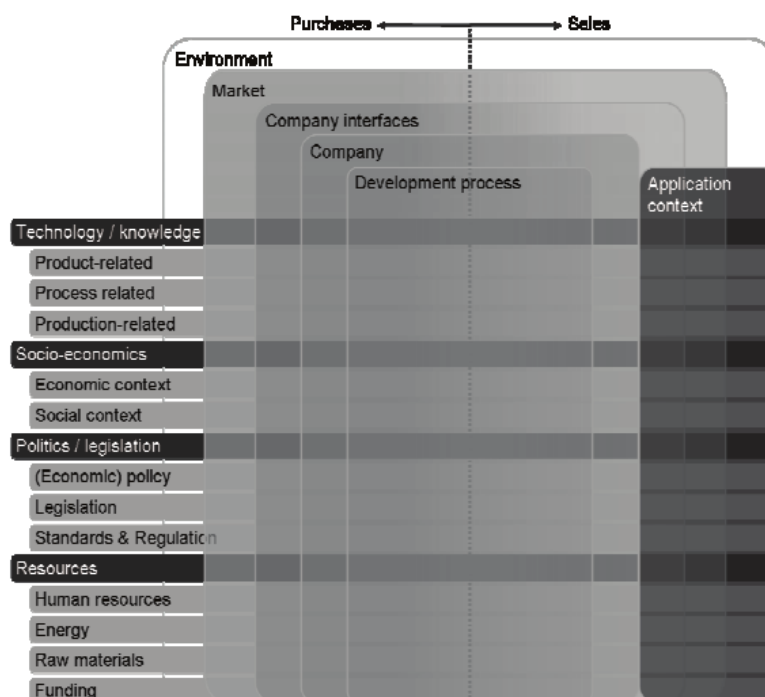 Purchases Sales
Environment
Market
Company interfaces
Company
Development process
Application
context
Technology / knowledge
Product-related
Process related
Production-related
Socio-economics
Economic context
Social context
Politics / legislation
(Economic) policy
Legislation
Standards & Regulation
Resources
Human resources
Energy
Raw materials
Funding